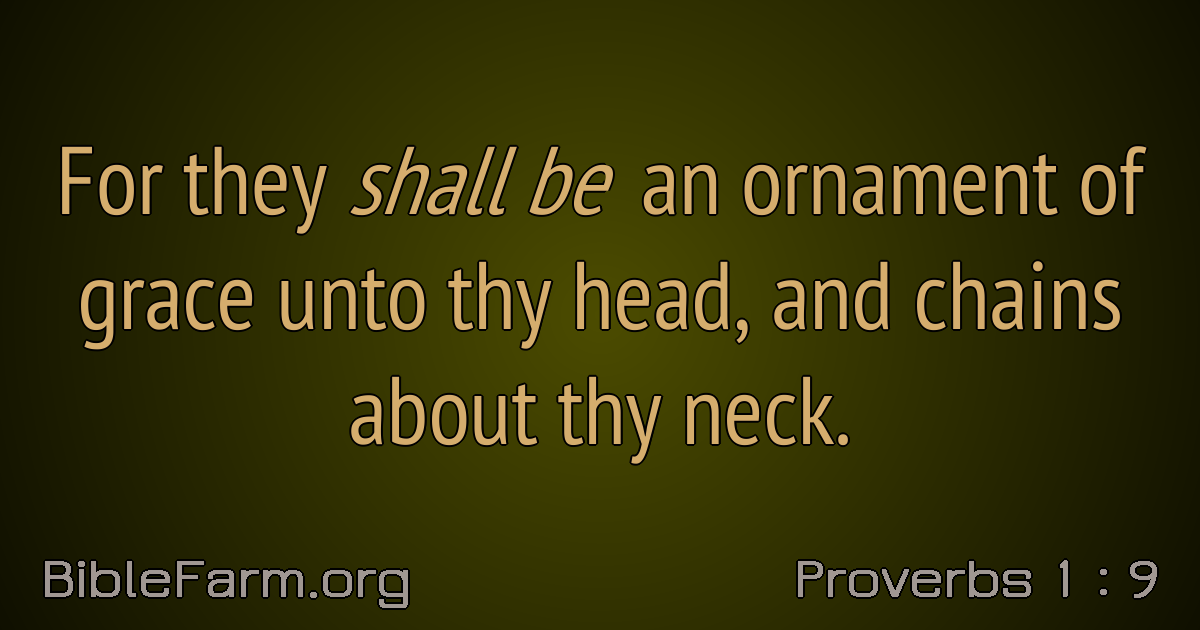 For they shall be an ornament of
grace unto thy head, and chains
about thy neck.
BibleFarm.org
Proverbs 1 : 9